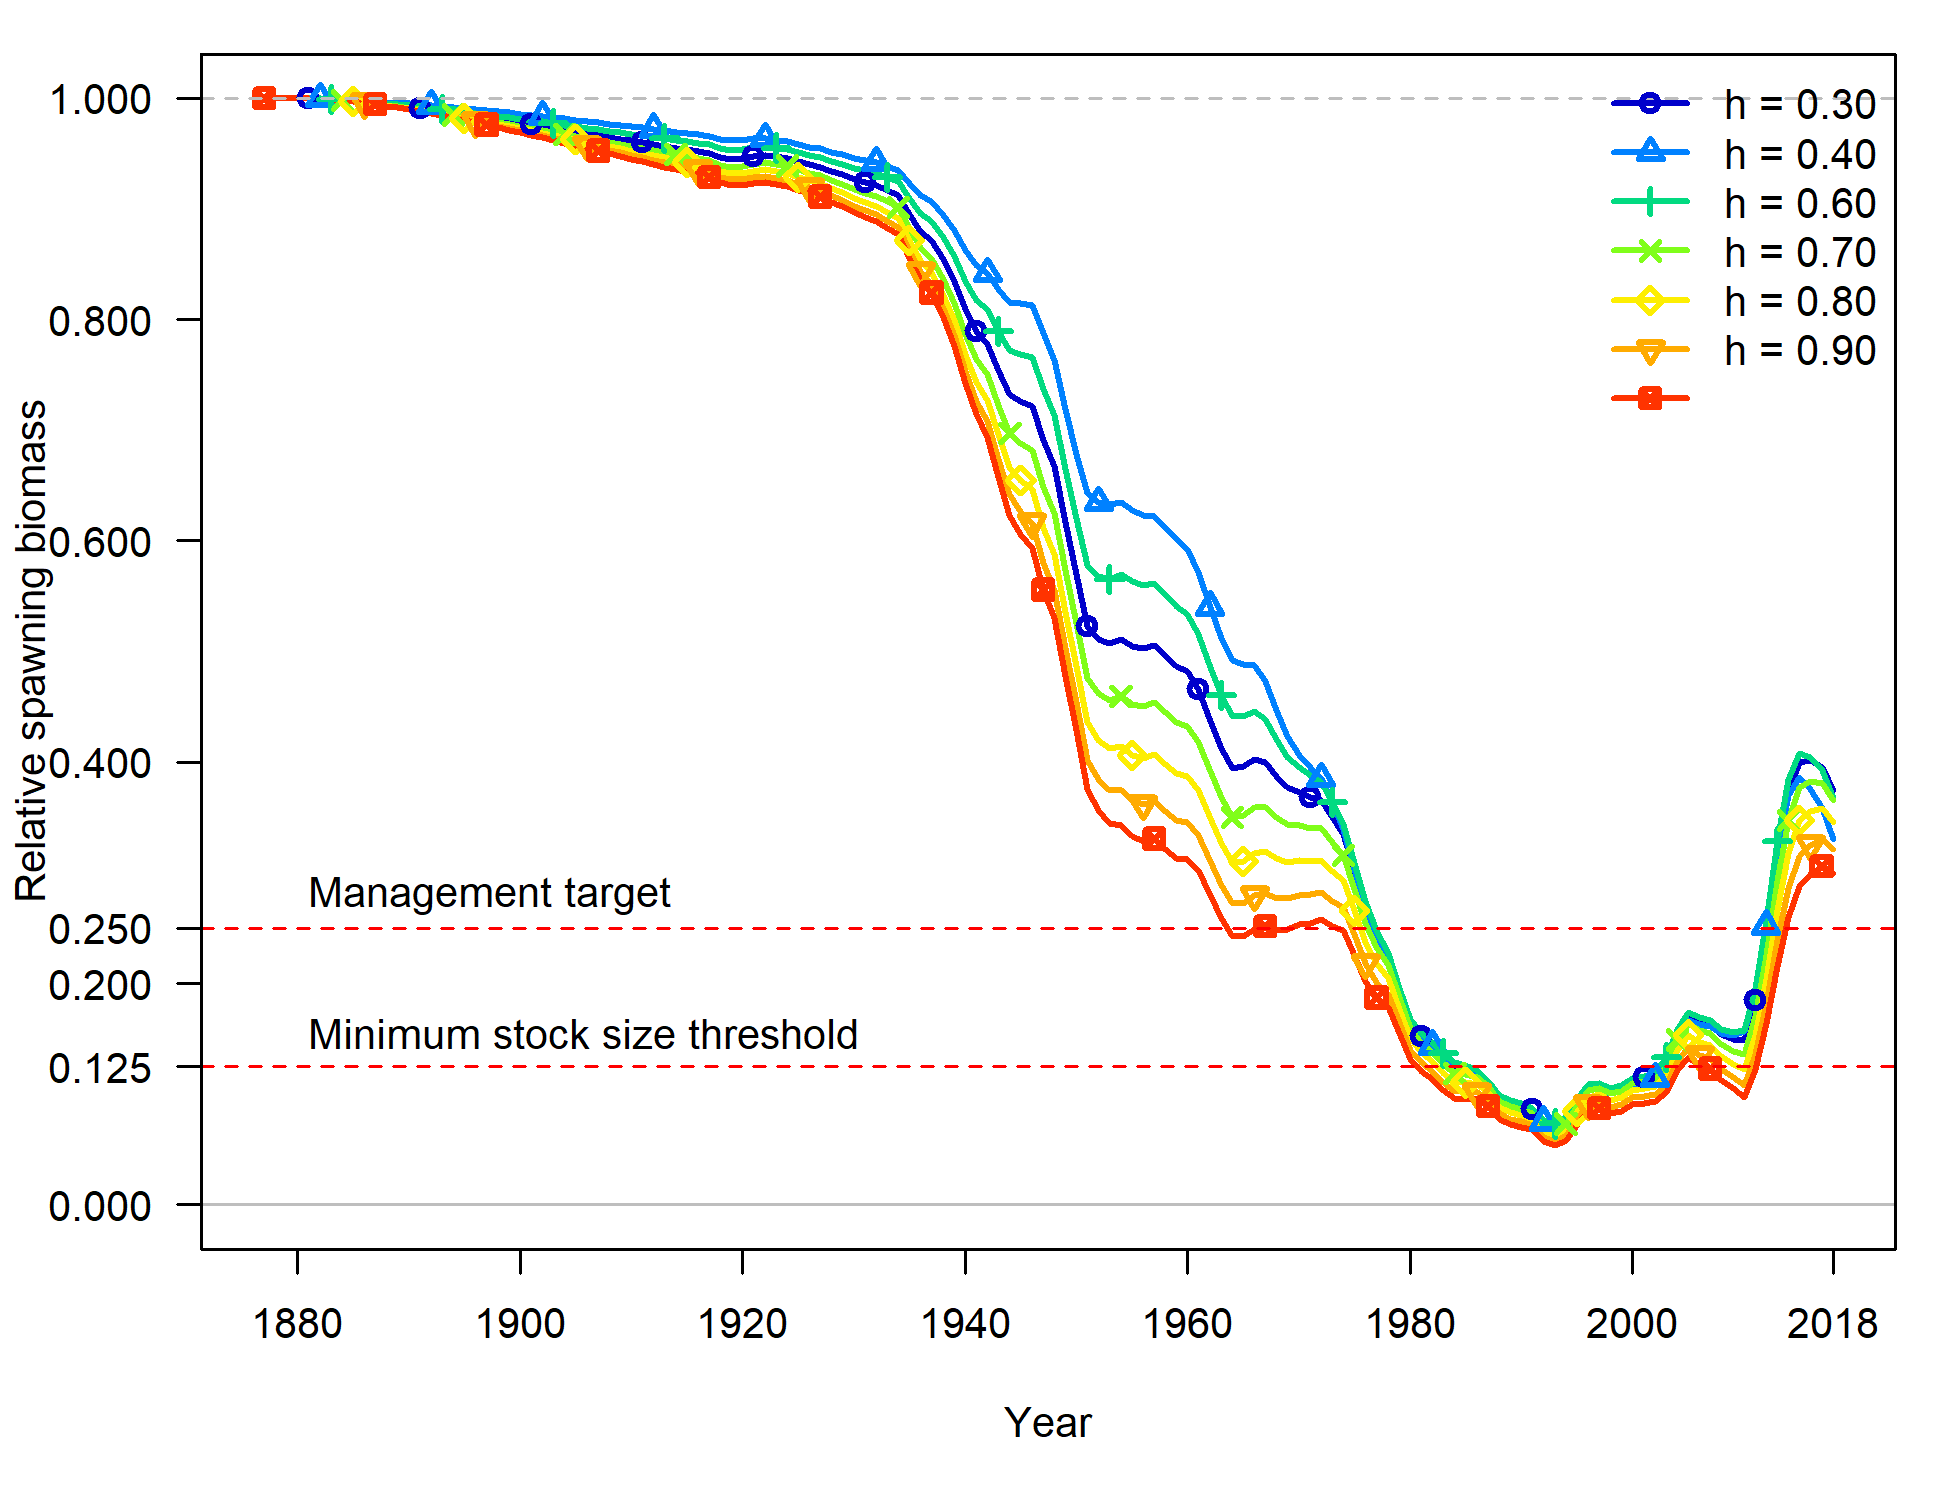 h = 0.30
h = 0.40
h = 0.60
h = 0.70
h = 0.80
h = 0.90
1.000
0.800
0.600
0.400
0.250
0.200
0.125
0.000
Relative spawning biomass
Management target
Minimum stock size threshold
1880 1900 1920 1940 1960 1980 2000 2018
Year